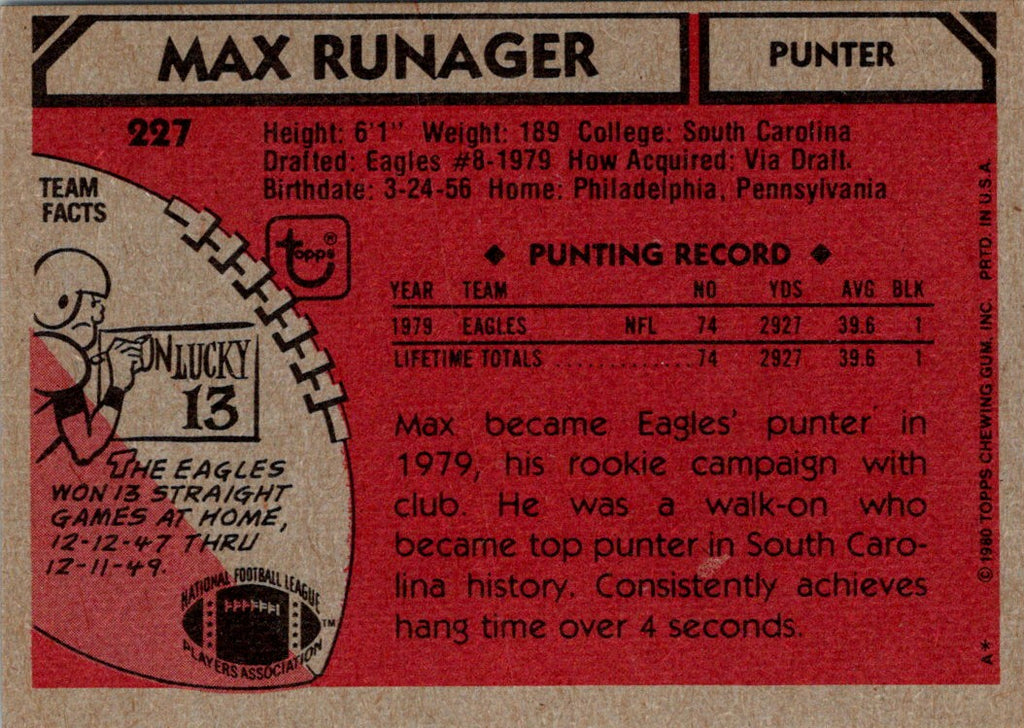 MAX RUNAGER
PUNTER
227
Height: 6'1" Weight: 189 College: South Carolina
Drafted: Eagles #8-1979 How Acquired: Via Draft.
Birthdate: 3-24-56 Home: Philadelphia, Pennsylvania
TEAM
FACTS
topps®
ON LUCKY
13
THE EAGLES
WON 13 STRAIGHT
GAMES AT HOME,
12-12-47 THRU
12-11-49.
NATIONAL FOOTBALL LEAGUE
PLAYERS ASSOCIATION
TM
◆ PUNTING RECORD ◆
YEAR TEAM NO YDS AVG BLK
1979 EAGLES NFL 74 2927 39.6 1
LIFETIME TOTALS .............. 74 2927 39.6 1
Max became Eagles' punter in
1979, his rookie campaign with
club. He was a walk-on who
became top punter in South Caro-
lina history. Consistently achieves
hang time over 4 seconds.
A* © 1980 TOPPS CHEWING GUM, INC. PRTD. IN U.S.A.